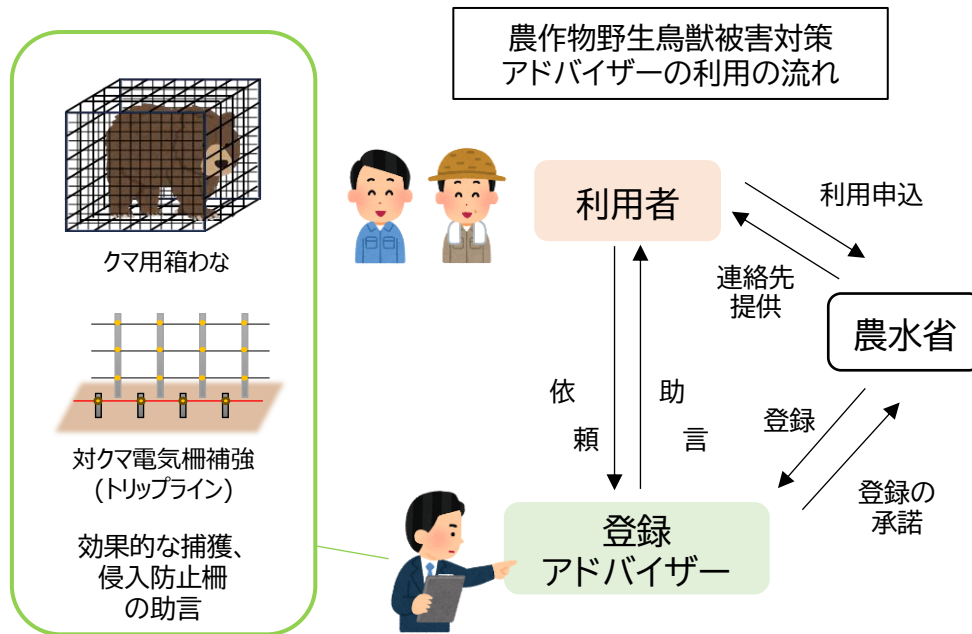 農作物野生鳥獣被害対策
アドバイザーの利用の流れ
クマ用箱わな
対クマ電気柵補強
(トリップライン)
効果的な捕獲、
侵入防止柵
の助言
利用者
利用申込
連絡先
提供
農水省
依頼
助言
登録
登録の
承諾
登録
アドバイザー